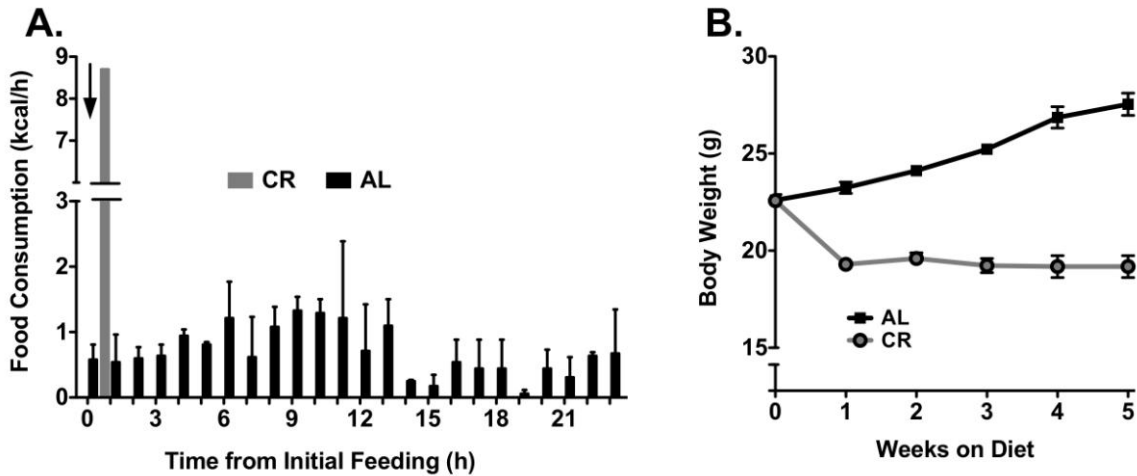 A.
Food Consumption (kcal/h)
9
8
7
3
2
1
0
CR AL
0 3 6 9 12 15 18 21
Time from Initial Feeding (h)
B.
Body Weight (g)
30
25
20
15
AL
CR
0 1 2 3 4 5
Weeks on Diet